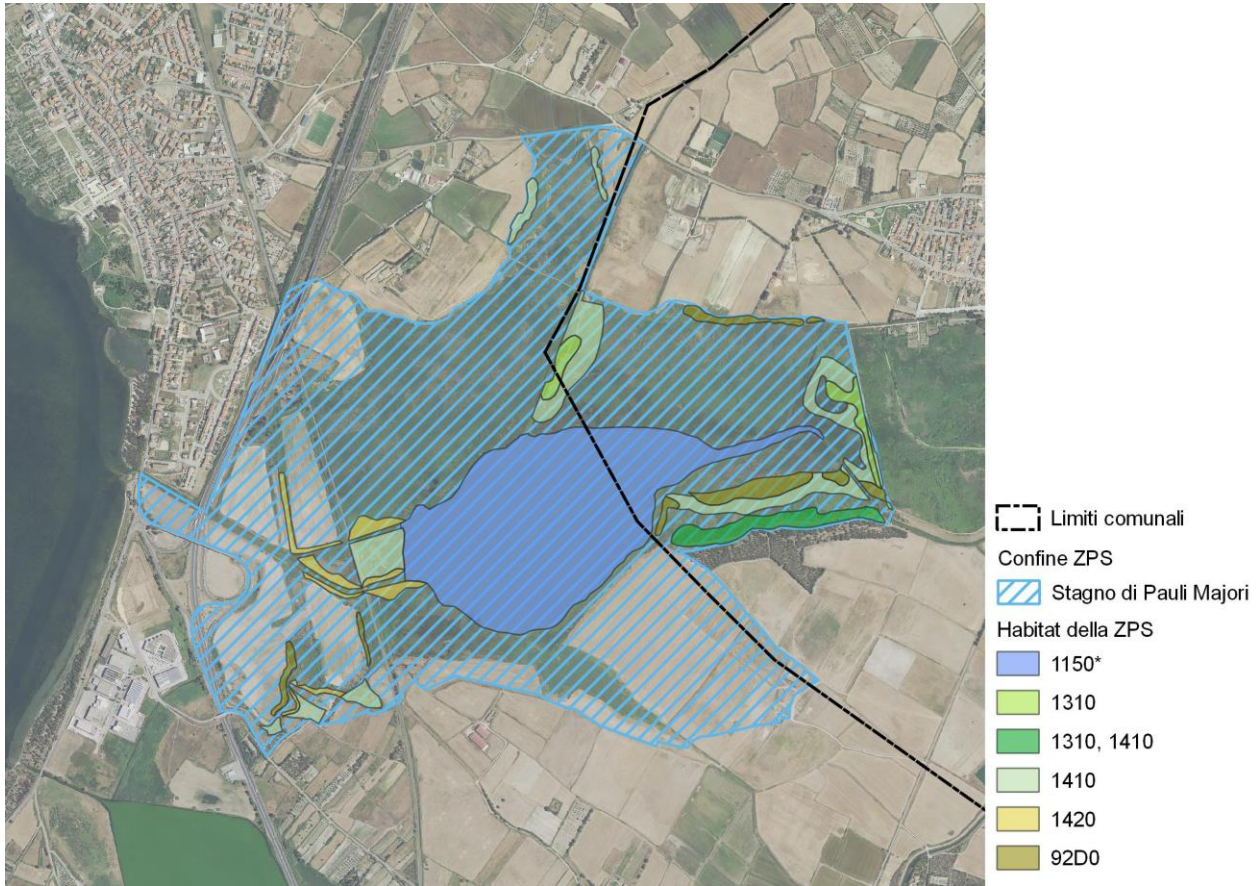 Limiti comunali
Confine ZPS
Stagno di Pauli Majori
Habitat della ZPS
1150*
1310
1310, 1410
1410
1420
92D0